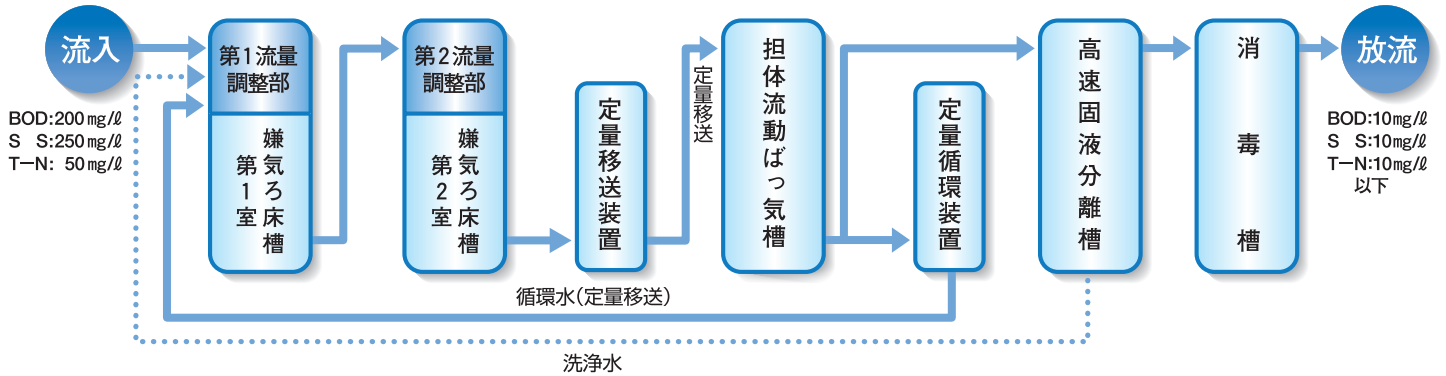 流入
BOD:200㎎/ℓ
S S:250㎎/ℓ
T−N: 50㎎/ℓ
第1流量
調整部
嫌気ろ床槽
第1室
第2流量
調整部
嫌気ろ床槽
第2室
定量移送装置
定量移送
担体流動ばっ気槽
定量循環装置
高速固液分離槽
消毒槽
放流
BOD:10㎎/ℓ
S S:10㎎/ℓ
T−N:10㎎/ℓ
以下
循環水(定量移送)
洗浄水